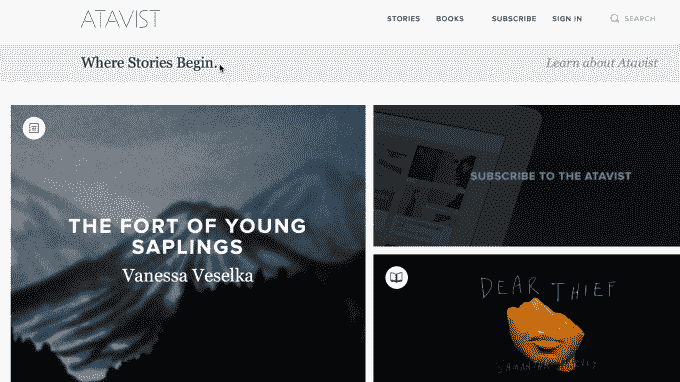 ATAVIST
STORIES BOOKS SUBSCRIBE SIGN IN SEARCH
Where Stories Begin.
Learn about Atavist
THE FORT OF YOUNG
SAPLINGS
Vanessa Veselka
SUBSCRIBE TO THE ATAVIST
DEAR THIEF
SAMANTHA